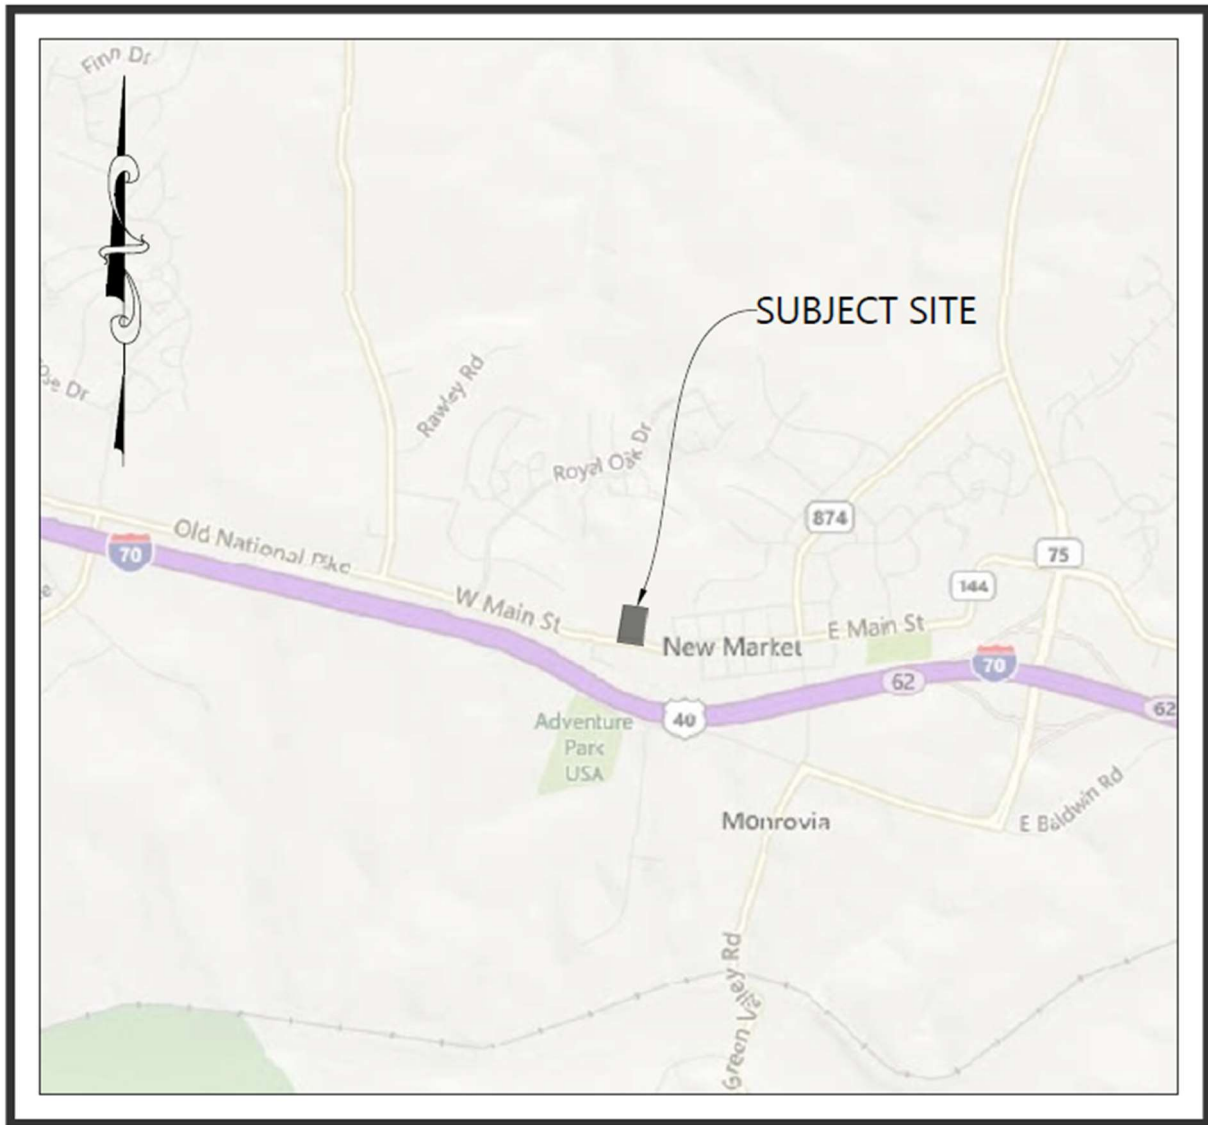 Finn Dr
SUBJECT SITE
Rawley Rd
Royal Oak Dr
874
Old National Pike
70
75
144
W Main St
E Main St
New Market
70
62
62
40
Adventure
Park
USA
Monrovia
E Baldwin Rd
Green Valley Rd